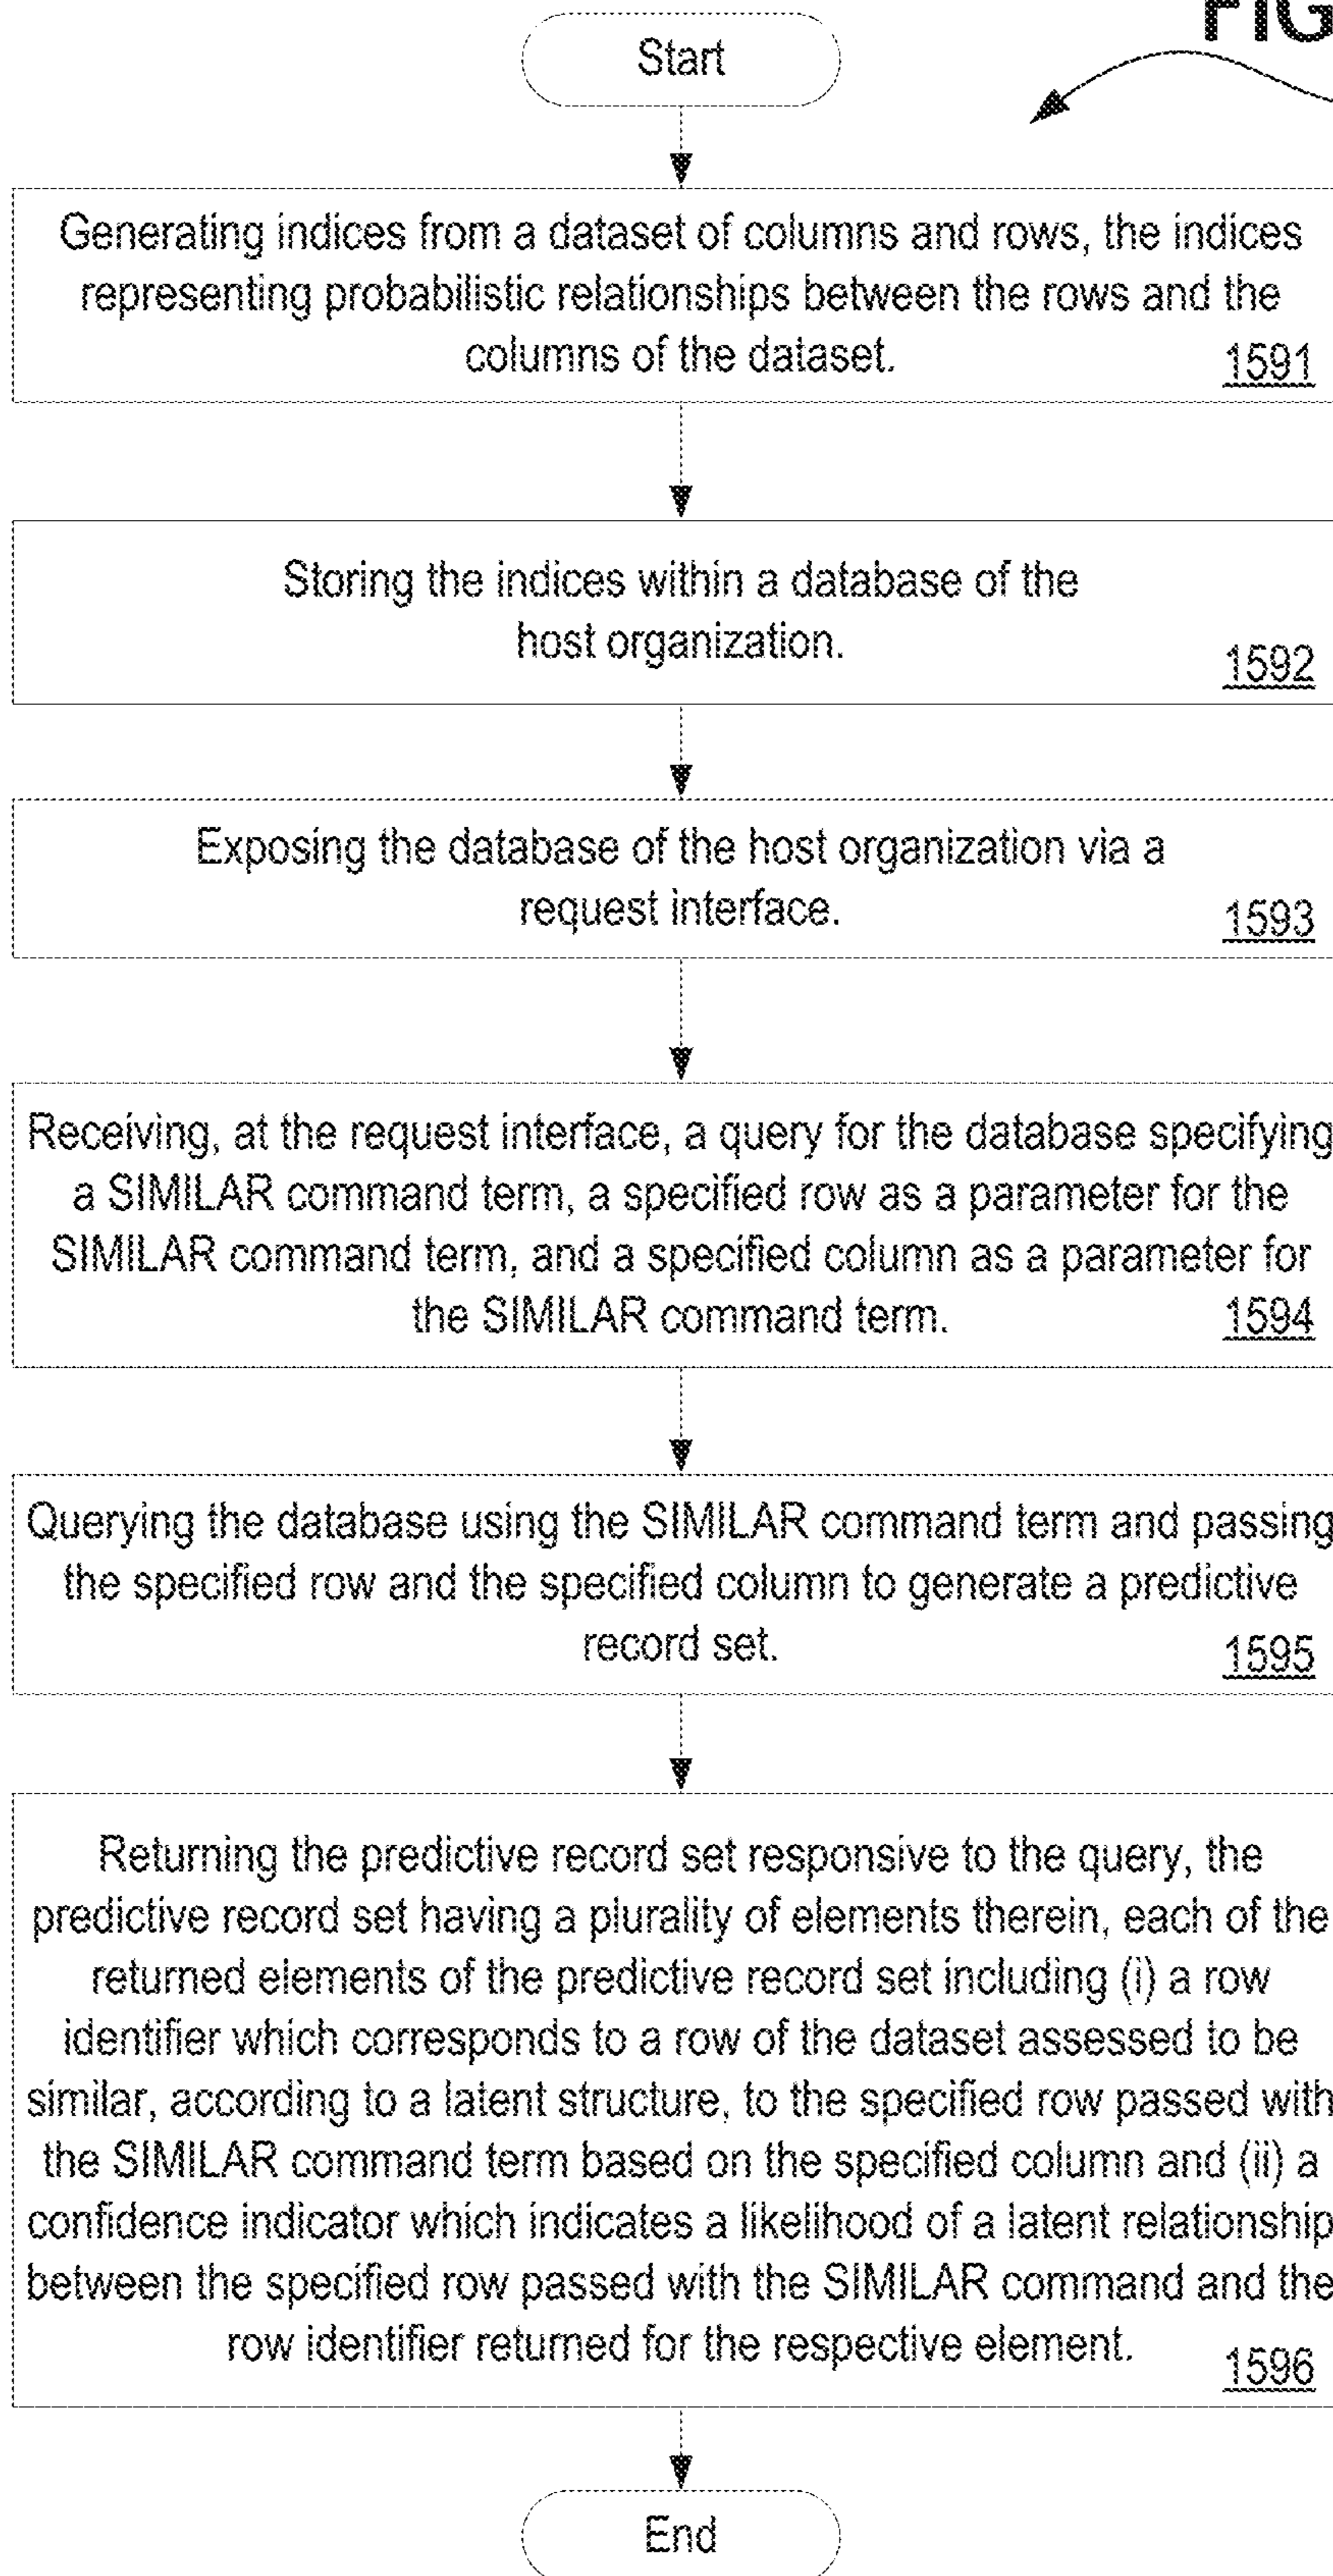 FIG
Start
Generating indices from a dataset of columns and rows, the indices
representing probabilistic relationships between the rows and the
columns of the dataset.
1591
Storing the indices within a database of the
host organization.
1592
Exposing the database of the host organization via a
request interface.
1593
Receiving, at the request interface, a query for the database specifying
a SIMILAR command term, a specified row as a parameter for the
SIMILAR command term, and a specified column as a parameter for
the SIMILAR command term.
1594
Querying the database using the SIMILAR command term and passing
the specified row and the specified column to generate a predictive
record set.
1595
Returning the predictive record set responsive to the query, the
predictive record set having a plurality of elements therein, each of the
returned elements of the predictive record set including (i) a row
identifier which corresponds to a row of the dataset assessed to be
similar, according to a latent structure, to the specified row passed with
the SIMILAR command term based on the specified column and (ii) a
confidence indicator which indicates a likelihood of a latent relationship
between the specified row passed with the SIMILAR command and the
row identifier returned for the respective element.
1596
End